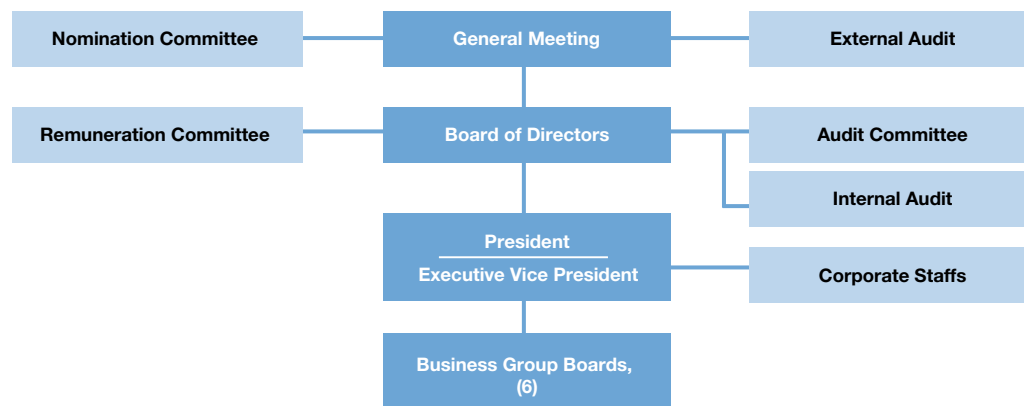 Nomination Committee
General Meeting
External Audit
Remuneration Committee
Board of Directors
Audit Committee
Internal Audit
President
Executive Vice President
Corporate Staffs
Business Group Boards,
(6)